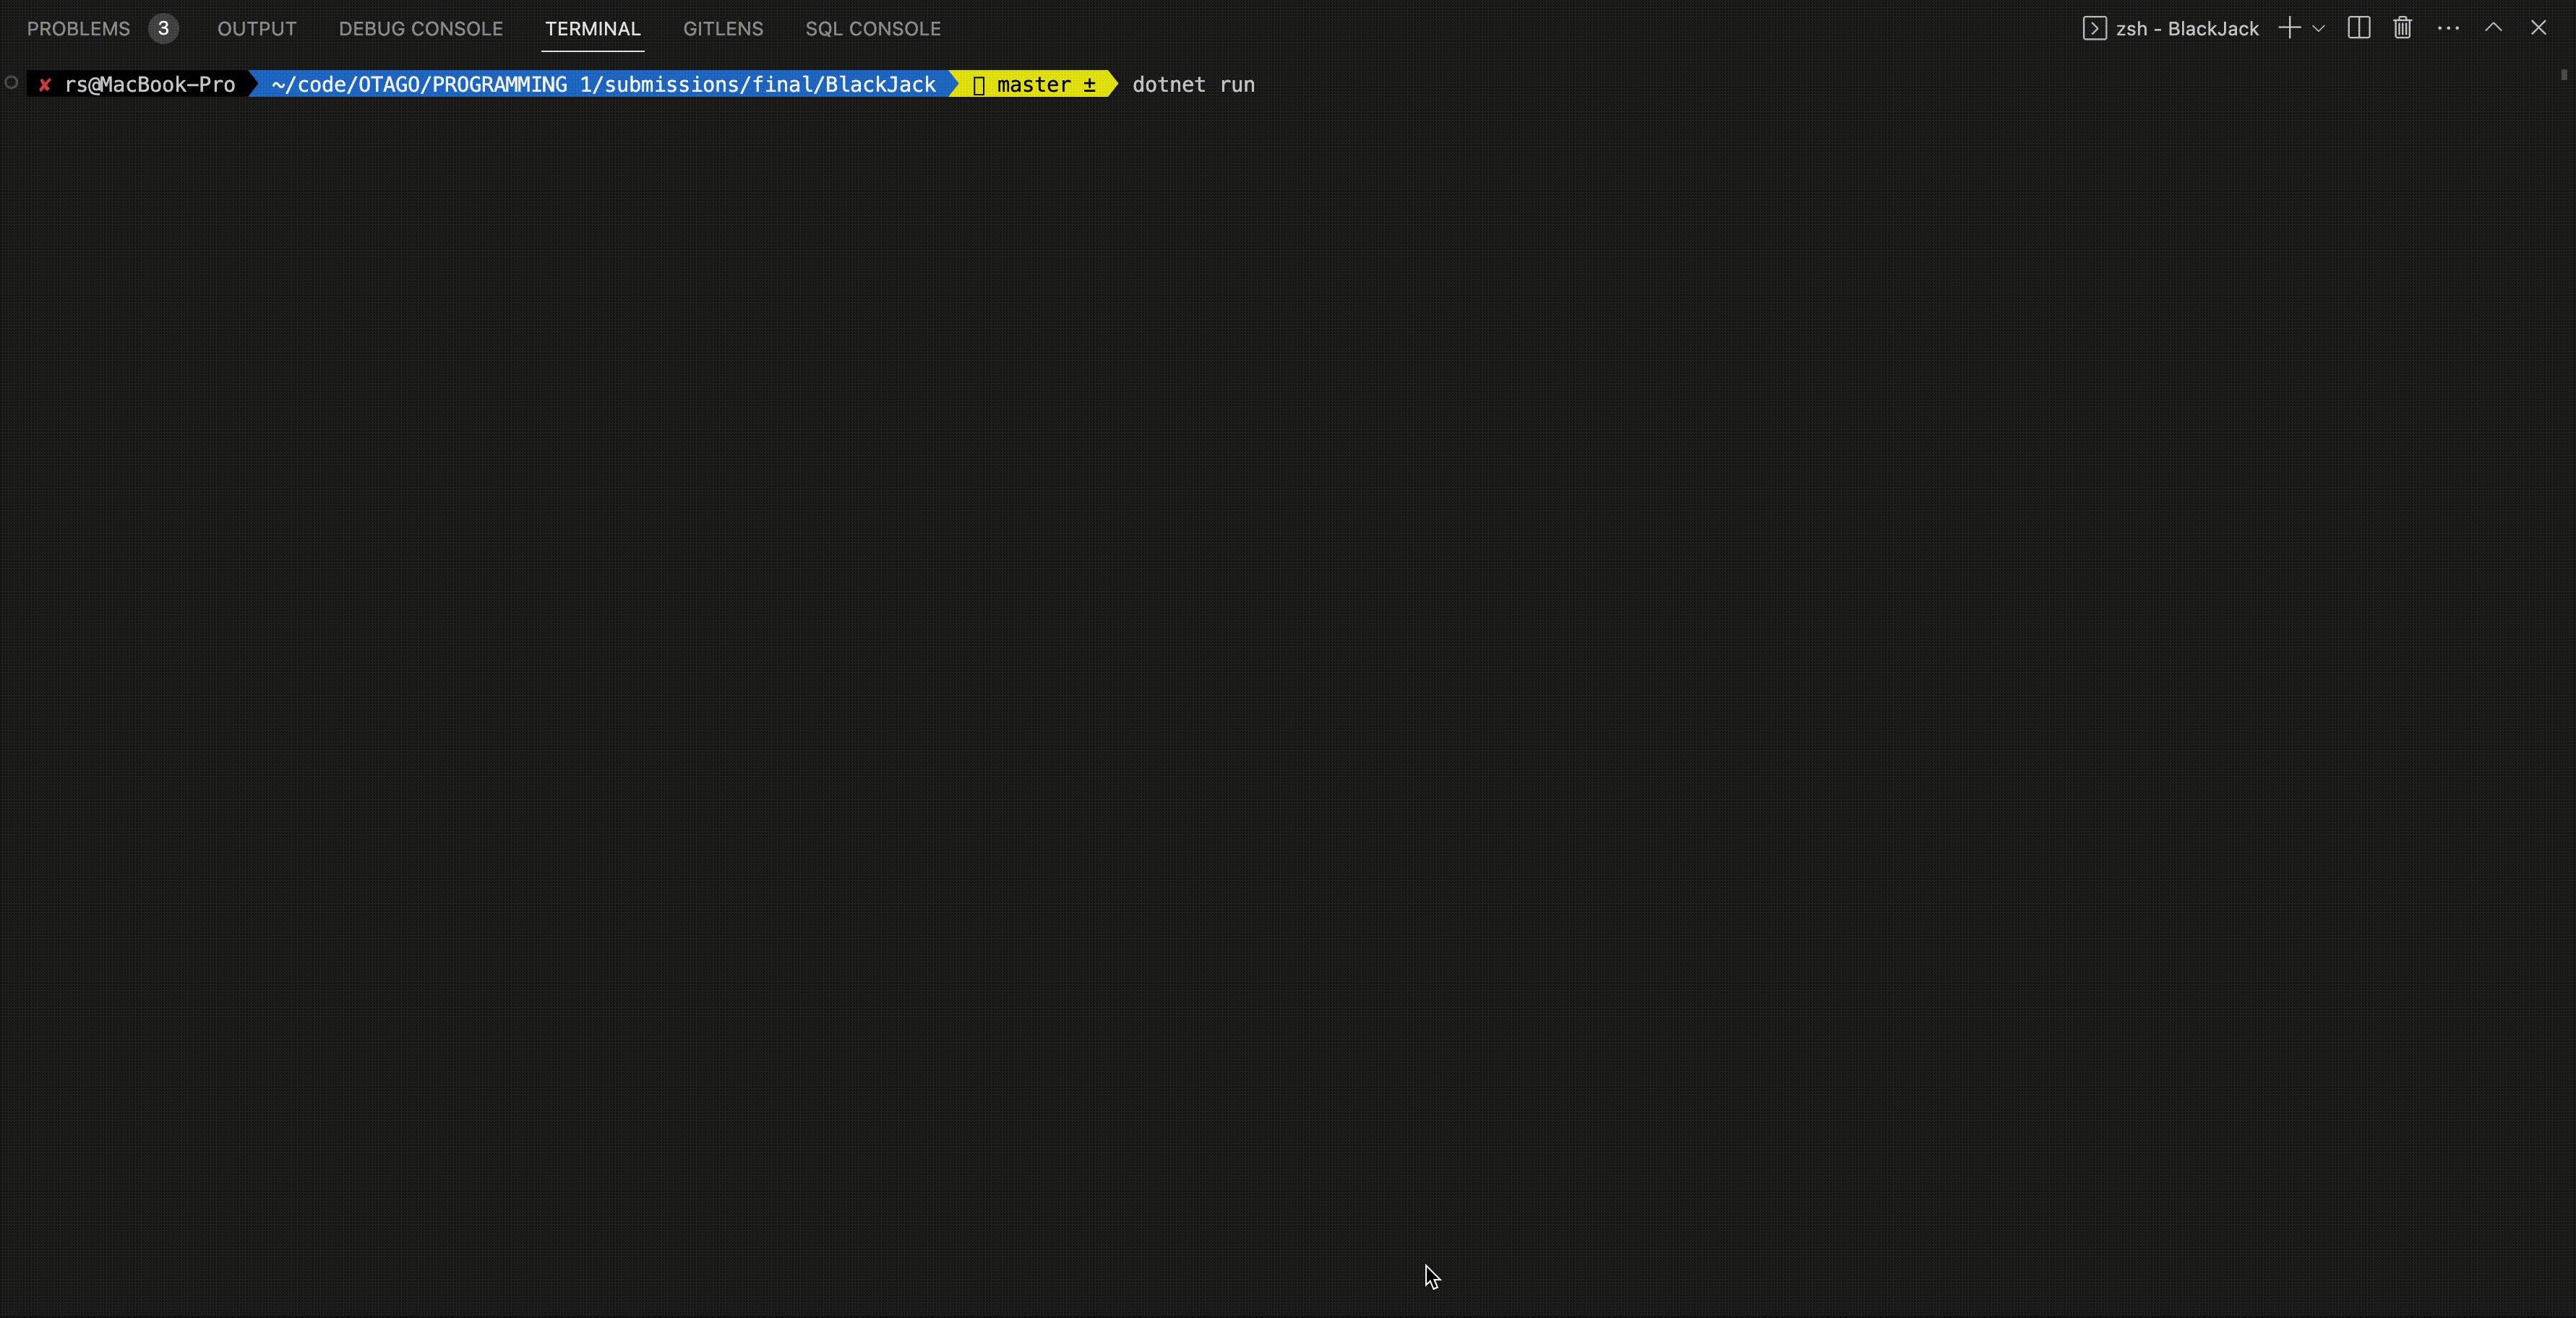 PROBLEMS 3 OUTPUT DEBUG CONSOLE TERMINAL GITLENS SQL CONSOLE zsh - BlackJack
✘ rs@MacBook-Pro ~/code/OTAGO/PROGRAMMING 1/submissions/final/BlackJack master ± dotnet run